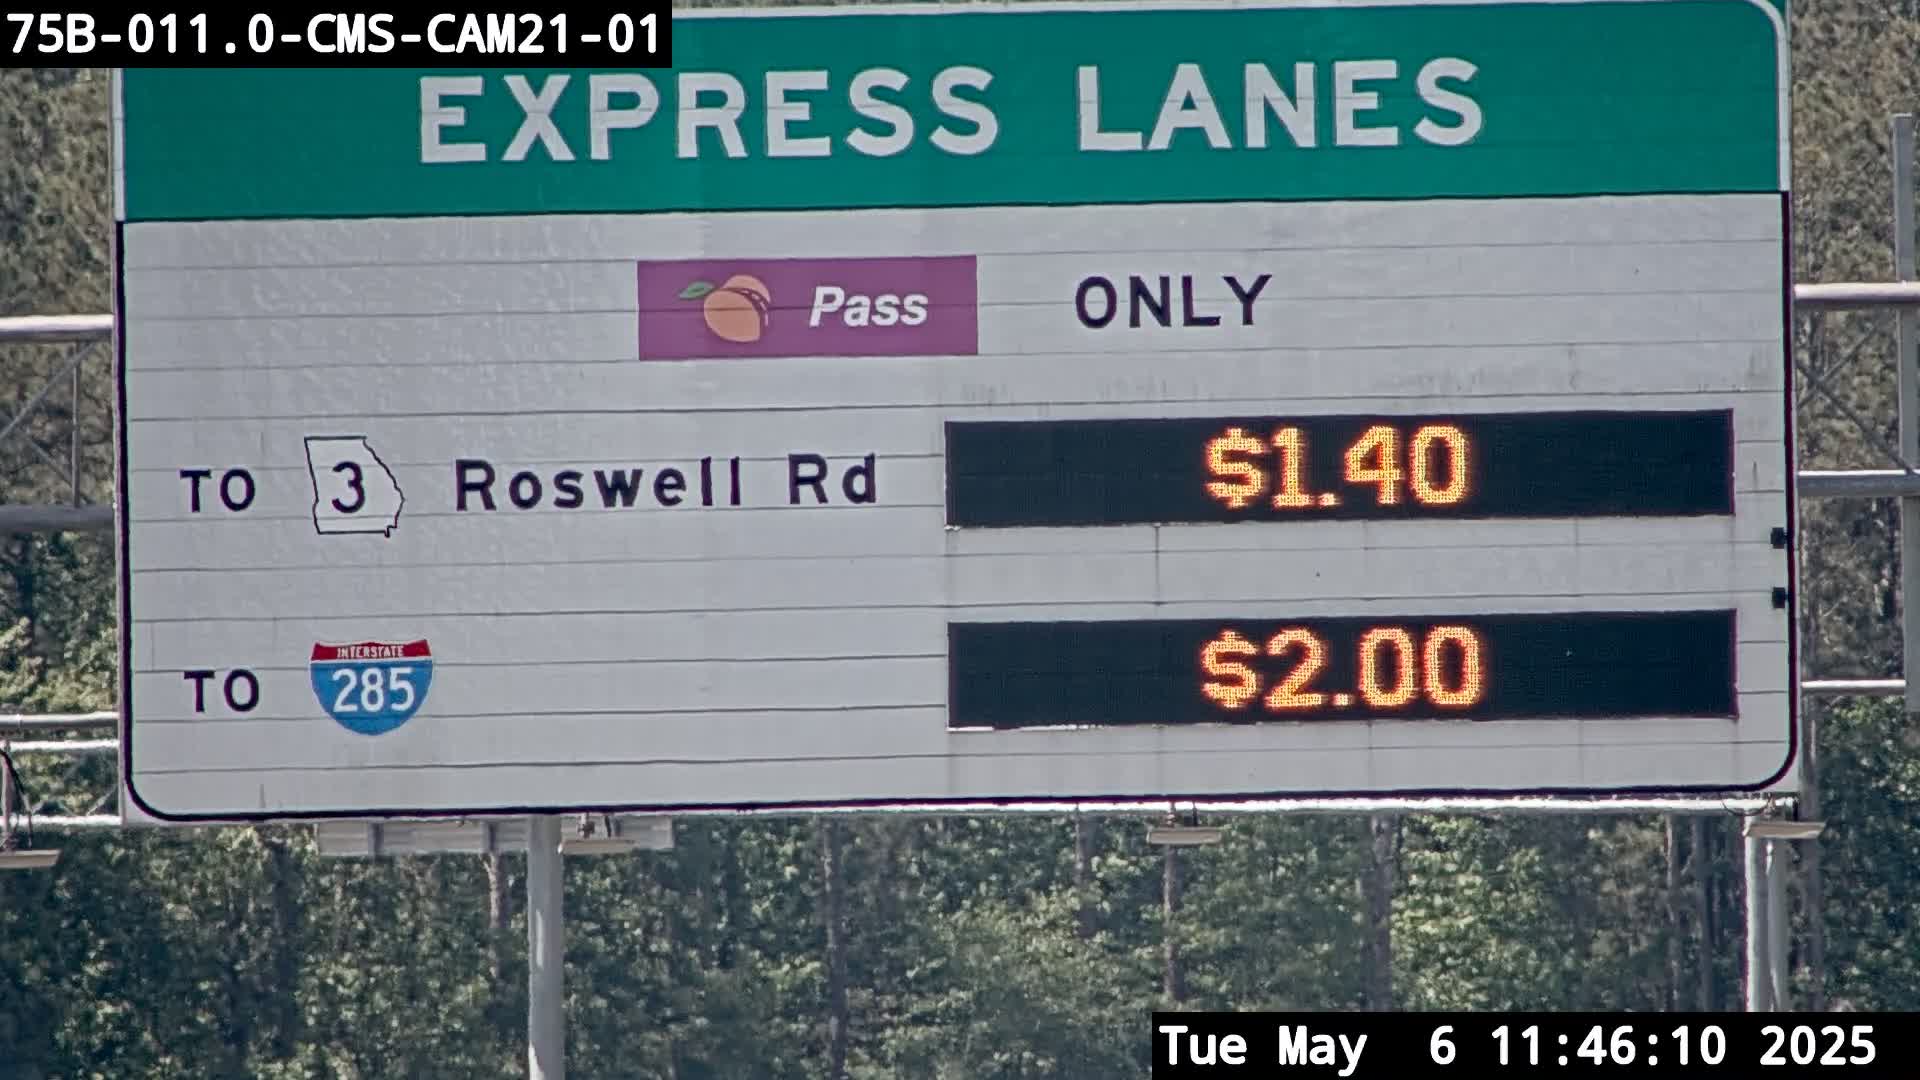 75B-011.0-CMS-CAM21-01
EXPRESS LANES
Pass ONLY
TO 3 Roswell Rd $1.40
TO INTERSTATE 285 $2.00
Tue May 6 11:46:10 2025